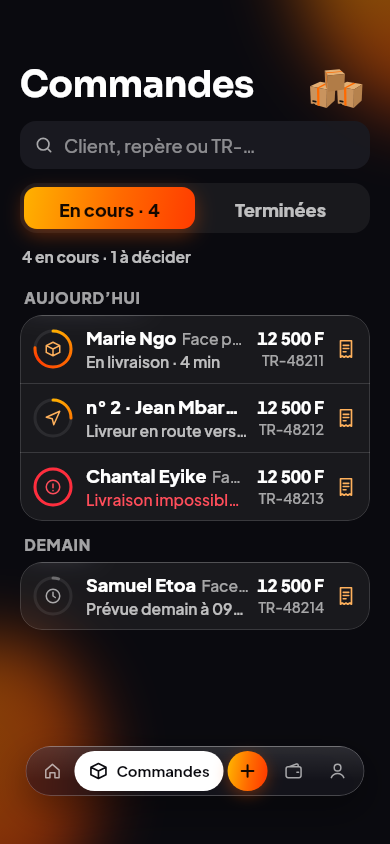 Commandes
Client, repère ou TR-…
En cours · 4
Terminées
4 en cours · 1 à décider
AUJOURD’HUI
Marie Ngo Face p… 12 500 F
En livraison · 4 min TR-48211
n° 2 · Jean Mbar… 12 500 F
Livreur en route vers… TR-48212
Chantal Eyike Fa… 12 500 F
Livraison impossibl… TR-48213
DEMAIN
Samuel Etoa Face… 12 500 F
Prévue demain à 09… TR-48214
Commandes